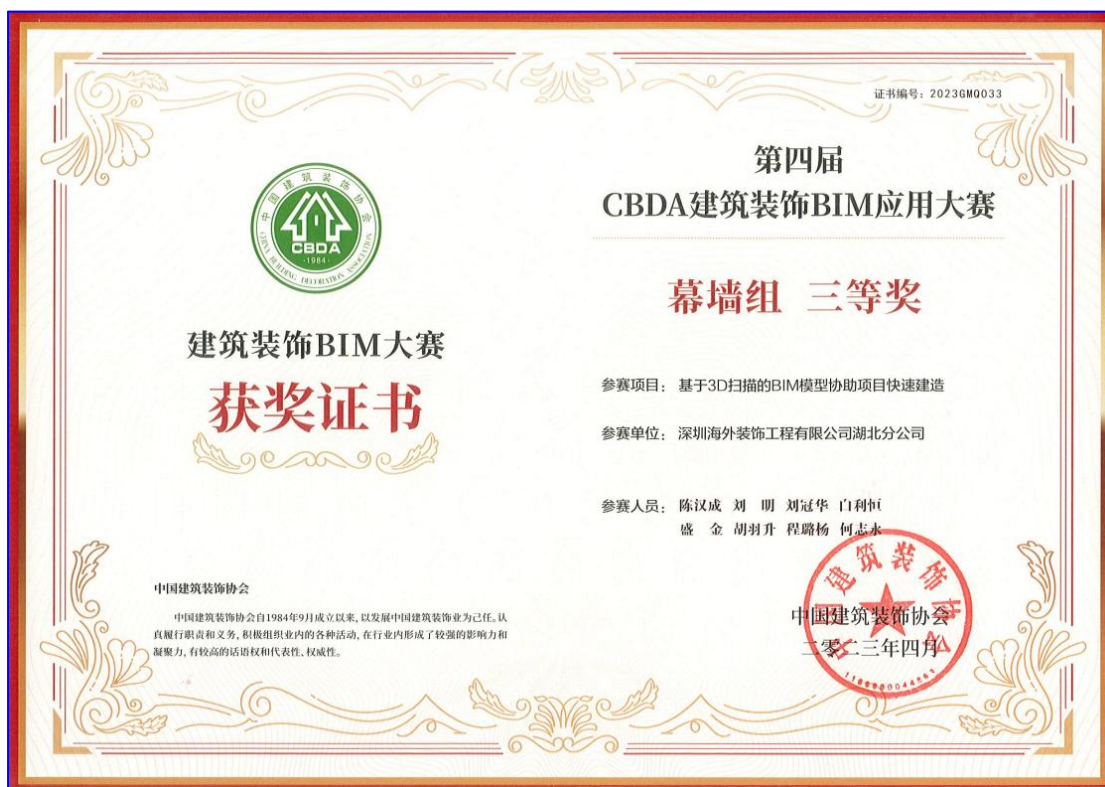 中国建筑装饰协会
CBDA
·1984·
CHINA BUILDING DECORATION ASSOCIATION
建筑装饰BIM大赛
获奖证书
中国建筑装饰协会
中国建筑装饰协会自1984年9月成立以来，以发展中国建筑装饰业为己任。认
真履行职责和义务，积极组织业内的各种活动，在行业内形成了较强的影响力和
凝聚力，有较高的话语权和代表性、权威性。
证书编号：2023GMQ033
第四届
CBDA建筑装饰BIM应用大赛
幕墙组 三等奖
参赛项目：基于3D扫描的BIM模型协助项目快速建造
参赛单位：深圳海外装饰工程有限公司湖北分公司
参赛人员：陈汉成 刘 明 刘冠华 白利恒
盛 金 胡羽升 程璐杨 何志永
中国建筑装饰协会
二零二三年四月
中国建筑装饰协会